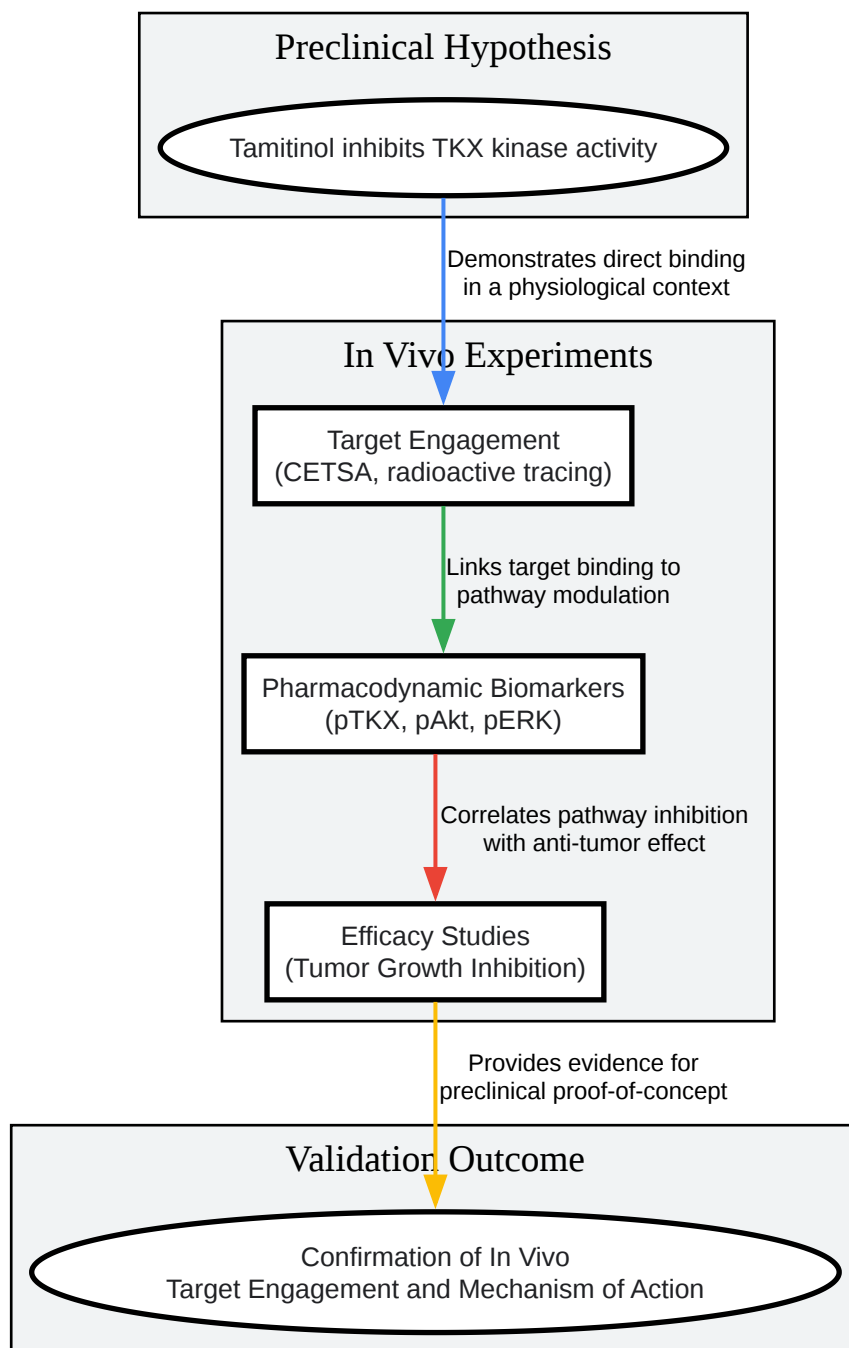 Preclinical Hypothesis
Tamitinol inhibits TKX kinase activity
Demonstrates direct binding
in a physiological context
In Vivo Experiments
Target Engagement
(CETSA, radioactive tracing)
Links target binding to
pathway modulation
Pharmacodynamic Biomarkers
(pTKX, pAkt, pERK)
Correlates pathway inhibition
with anti-tumor effect
Efficacy Studies
(Tumor Growth Inhibition)
Provides evidence for
preclinical proof-of-concept
Validation Outcome
Confirmation of In Vivo
Target Engagement and Mechanism of Action